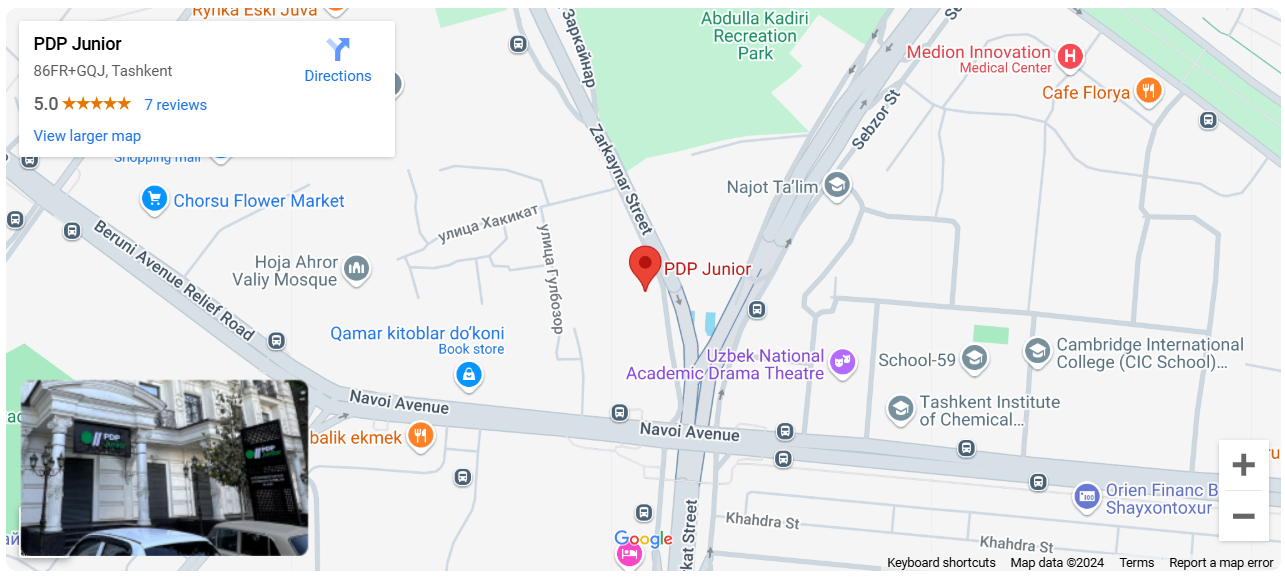 Rynka Eski Juva
PDP Junior
86FR+GQJ, Tashkent
5.0
7 reviews
View larger map
Directions
Shopping mall
Заркайнар
Abdulla Kadiri
Recreation
Park
Medion Innovation
Medical Center
Cafe Florya
Sebzor St
Zarkaynar Street
Najot Ta'lim
Chorsu Flower Market
улица Хакикат
улица Гулбозор
Hoja Ahror
Valiy Mosque
Beruni Avenue Relief Road
PDP Junior
Qamar kitoblar do‘koni
Book store
Uzbek National
Academic Drama Theatre
School-59
Cambridge International
College (CIC School)...
Tashkent Institute
of Chemical...
Navoi Avenue
Navoi Avenue
balik ekmek
PDP
Junior
PDP
Junior
Orien Financ B
Shayxontoxur
Khahdra St
Khahdra St
kat Street
Google
Keyboard shortcuts
Map data ©2024
Terms
Report a map error